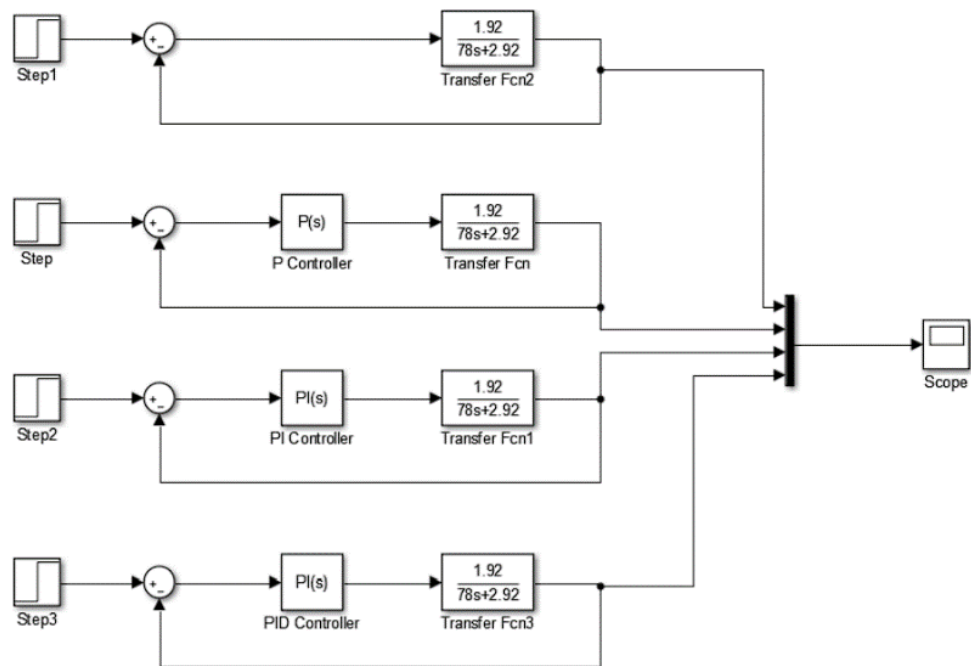 1.92
78s+2.92
Step1
Transfer Fcn2
P(s)
1.92
78s+2.92
Step
P Controller
Transfer Fcn
Scope
PI(s)
1.92
78s+2.92
Step2
PI Controller
Transfer Fcn1
PI(s)
1.92
78s+2.92
Step3
PID Controller
Transfer Fcn3